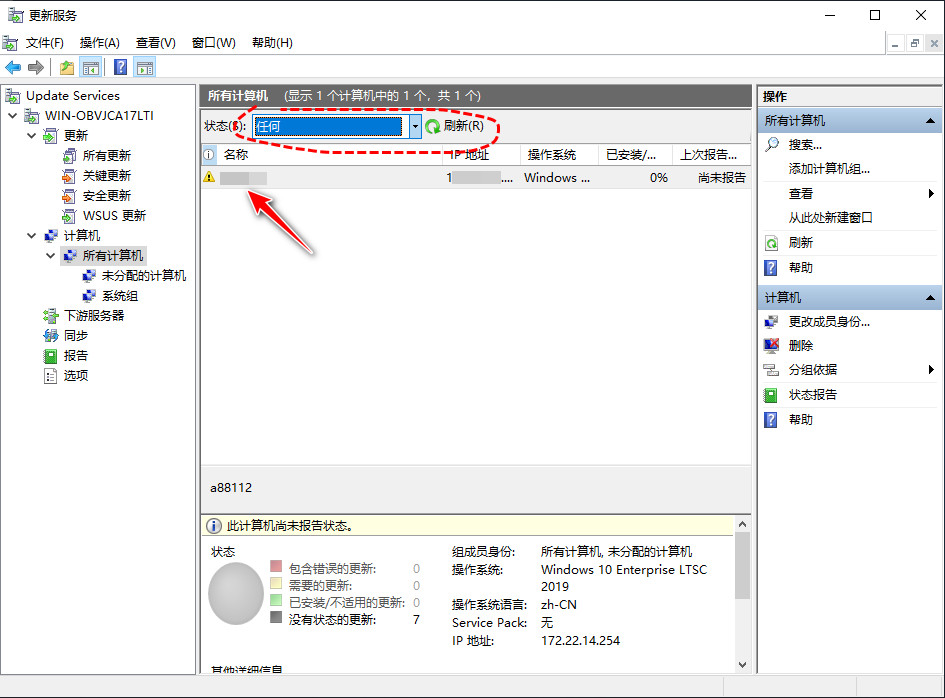 更新服务
文件(F) 操作(A) 查看(V) 窗口(W) 帮助(H)
Update Services
WIN-OBVJCA17LTI
更新
所有更新
关键更新
安全更新
WSUS 更新
计算机
所有计算机
未分配的计算机
系统组
下游服务器
同步
报告
选项
所有计算机 (显示 1 个计算机中的 1 个，共 1 个)
状态(S): 任何 刷新(R)
名称 IP 地址 操作系统 已安装/... 上次报告...
1 .... Windows ... 0% 尚未报告
a88112
此计算机尚未报告状态。
状态
包含错误的更新: 0
需要的更新: 0
已安装/不适用的更新: 0
没有状态的更新: 7
组成员身份: 所有计算机, 未分配的计算机
操作系统: Windows 10 Enterprise LTSC
2019
操作系统语言: zh-CN
Service Pack: 无
IP 地址: 172.22.14.254
其他详细信息
操作
所有计算机
搜索...
添加计算机组...
查看
从此处新建窗口
刷新
帮助
计算机
更改成员身份...
删除
分组依据
状态报告
帮助